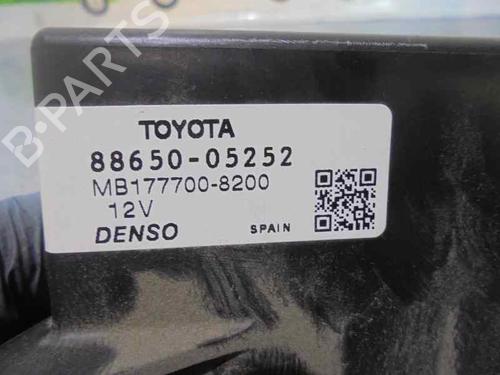 TOYOTA
88650-05252
MB177700-8200
12V
DENSO SPAIN
B-PARTS